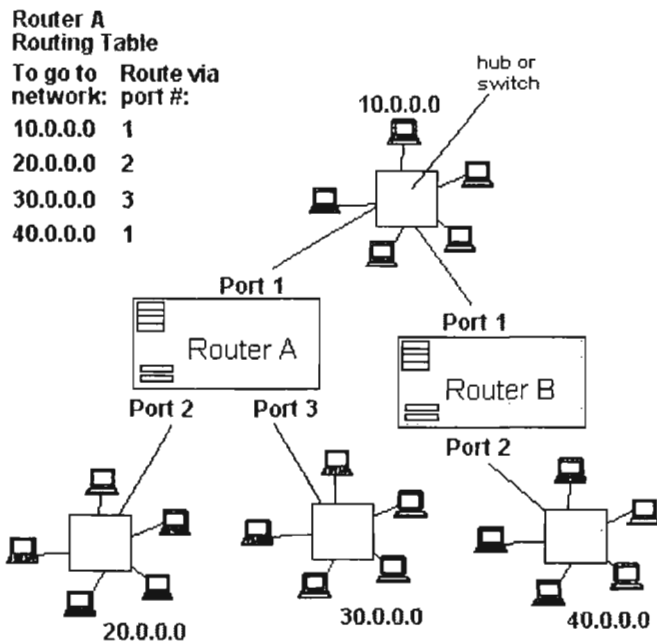 Router A
Routing Table
To go to Route via
network: port #:
10.0.0.0 1
20.0.0.0 2
30.0.0.0 3
40.0.0.0 1
hub or
switch
10.0.0.0
Port 1
Router A
Port 2 Port 3
Port 1
Router B
Port 2
20.0.0.0
30.0.0.0
40.0.0.0